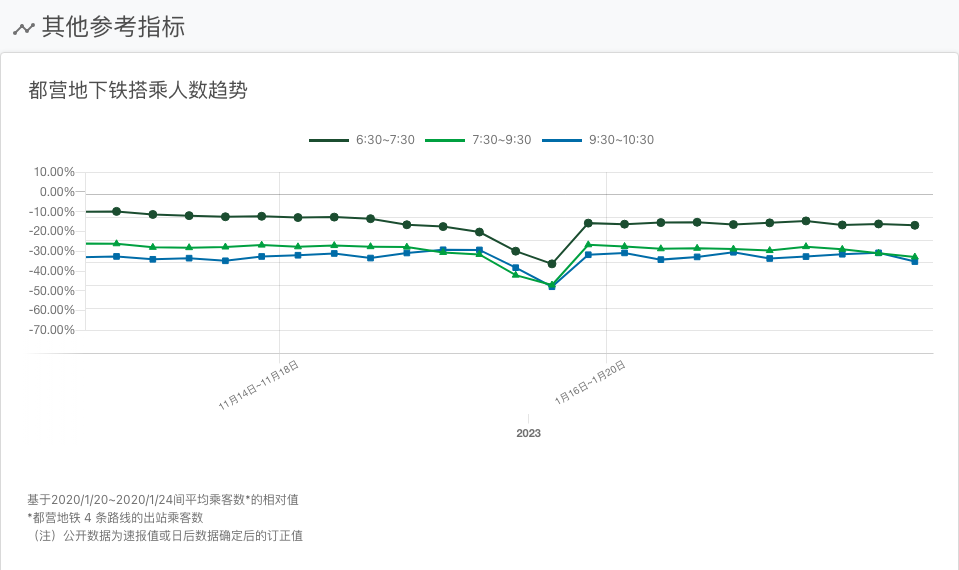 其他参考指标
都营地下铁搭乘人数趋势
6:30~7:30 7:30~9:30 9:30~10:30
10.00%
0.00%
-10.00%
-20.00%
-30.00%
-40.00%
-50.00%
-60.00%
-70.00%
11月14日~11月18日 1月16日~1月20日
2023
基于2020/1/20~2020/1/24间平均乘客数*的相对值
*都营地铁 4 条路线的出站乘客数
（注）公开数据为速报值或日后数据确定后的订正值